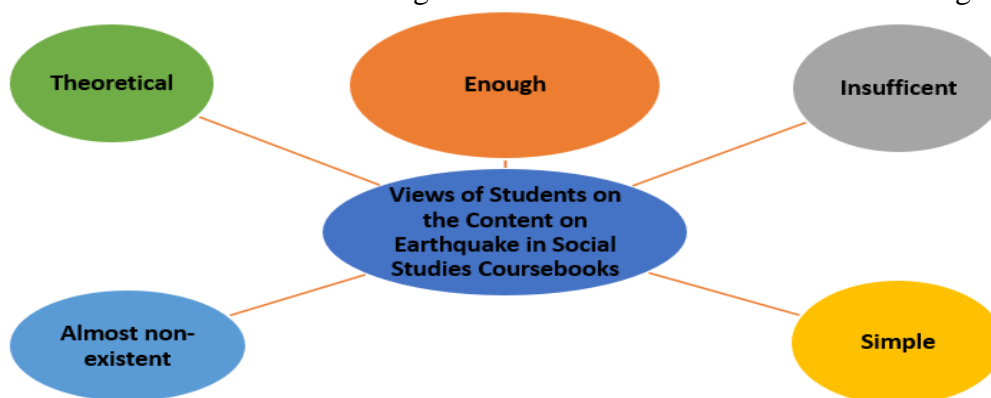 Theoretical
Enough
Insufficent
Views of Students on
the Content on
Earthquake in Social
Studies Coursebooks
Almost non-
existent
Simple